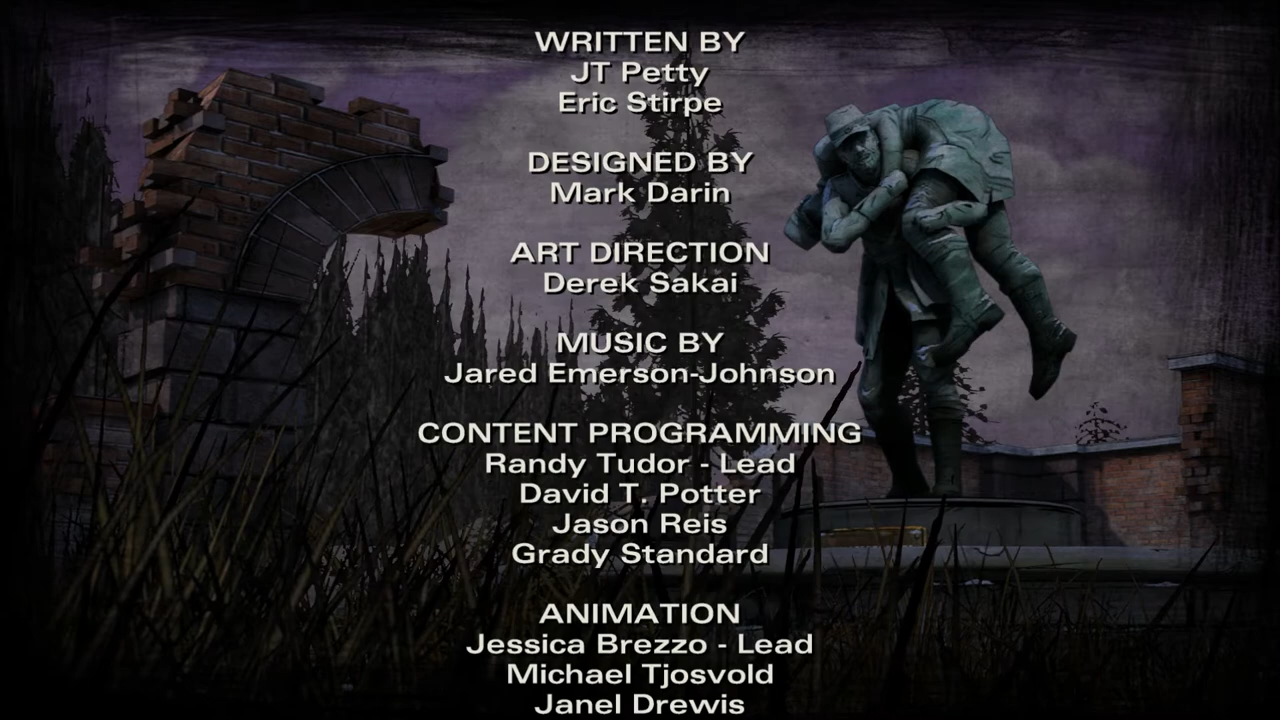 WRITTEN BY
JT Petty
Eric Stirpe
DESIGNED BY
Mark Darin
ART DIRECTION
Derek Sakai
MUSIC BY
Jared Emerson-Johnson
CONTENT PROGRAMMING
Randy Tudor - Lead
David T. Potter
Jason Reis
Grady Standard
ANIMATION
Jessica Brezzo - Lead
Michael Tjosvold
Janel Drewis